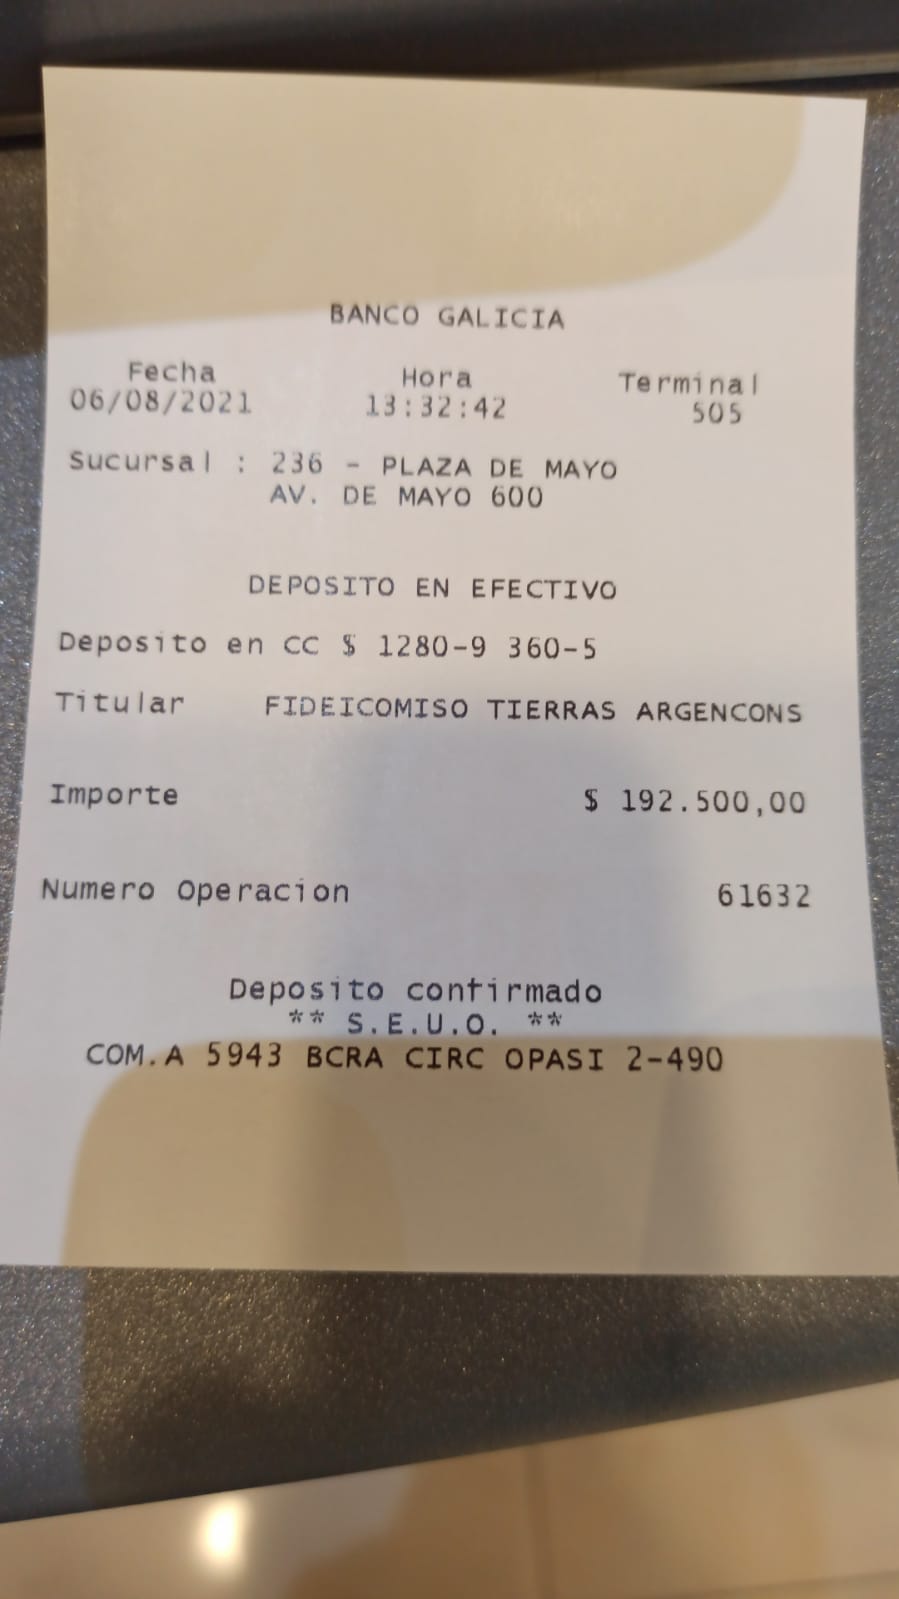 BANCO GALICIA
Fecha Hora Terminal
06/08/2021 13:32:42 505
Sucursal : 236 - PLAZA DE MAYO
AV. DE MAYO 600
DEPOSITO EN EFECTIVO
Deposito en CC $ 1280-9 360-5
Titular FIDEICOMISO TIERRAS ARGENCONS
Importe $ 192.500,00
Numero Operacion 61632
Deposito confirmado
** S.E.U.O. **
COM.A 5943 BCRA CIRC OPASI 2-490